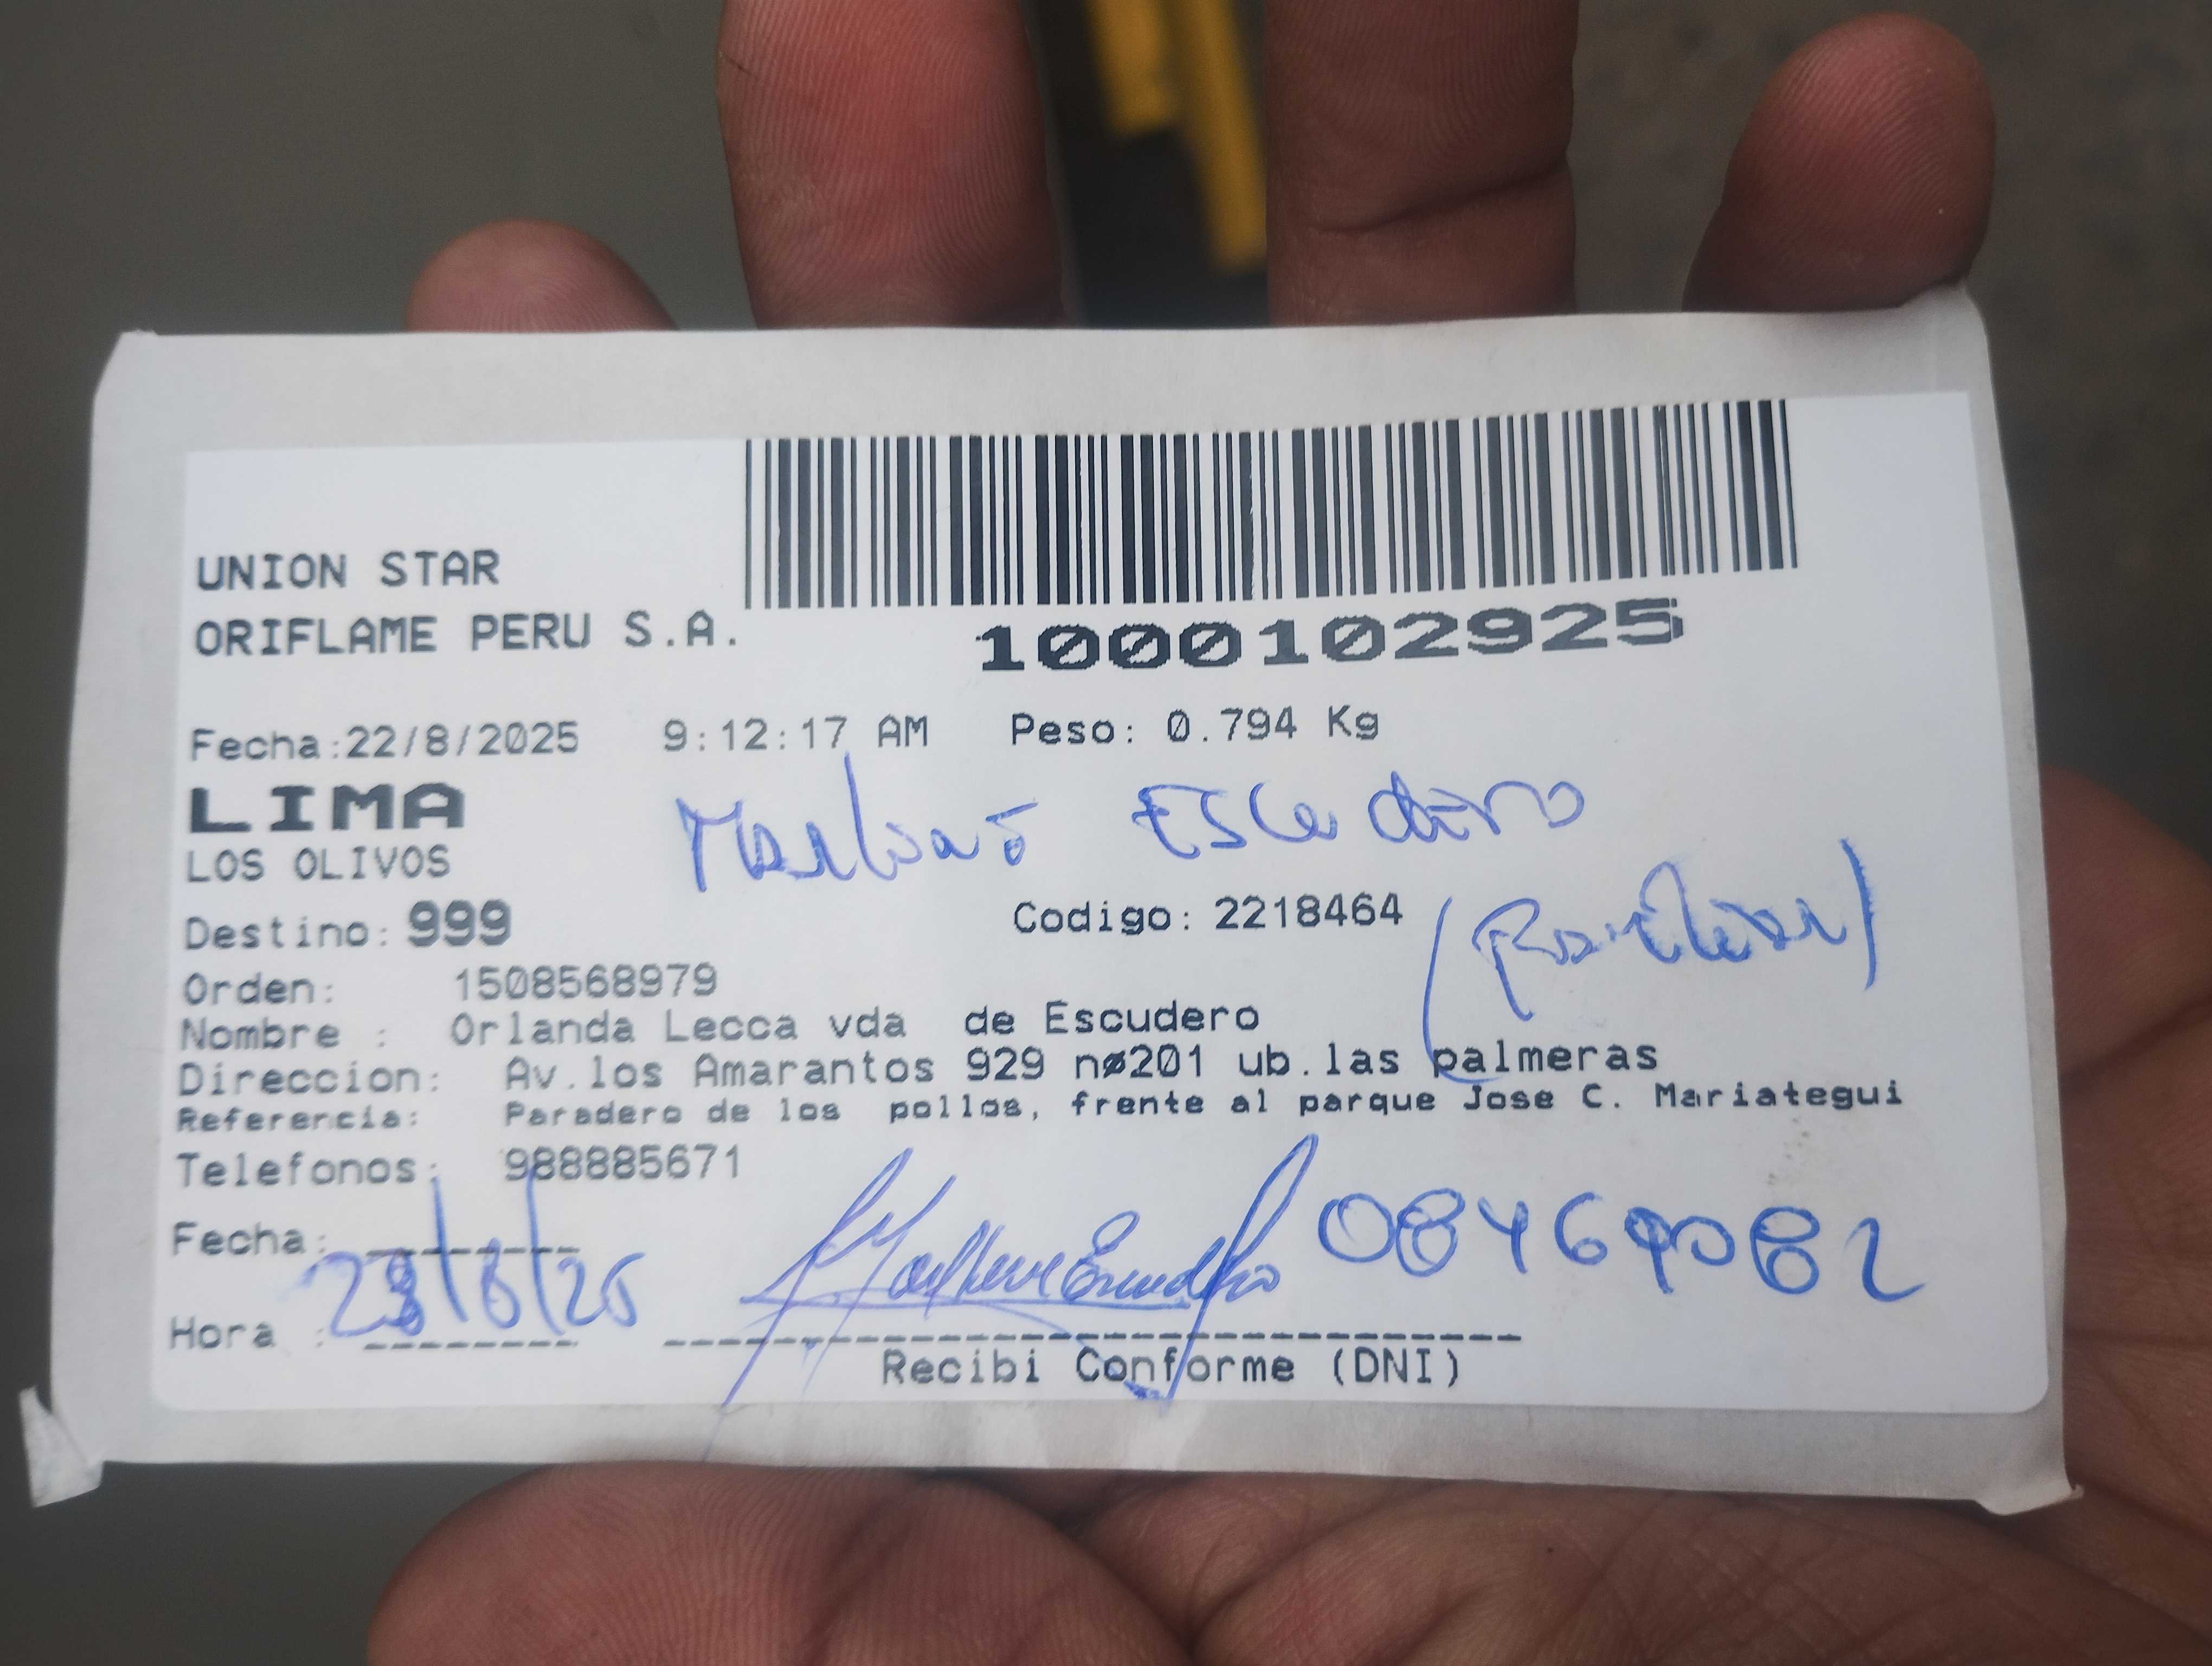 UNION STAR
ORIFLAME PERU S.A.
1000102925
Fecha:22/8/2025 9:12:17 AM Peso: 0.794 Kg
LIMA
Escudero
LOS OLIVOS
Destino: 999 Codigo: 2218464
Orden: 1508568979
Nombre : Orlanda Lecca vda de Escudero
Direccion: Av.los Amarantos 929 nø201 ub.las palmeras
Referencia: Paradero de los pollos, frente al parque Jose C. Mariategui
Telefonos: 988885671
Fecha:
Hora :
Recibi Conforme (DNI)